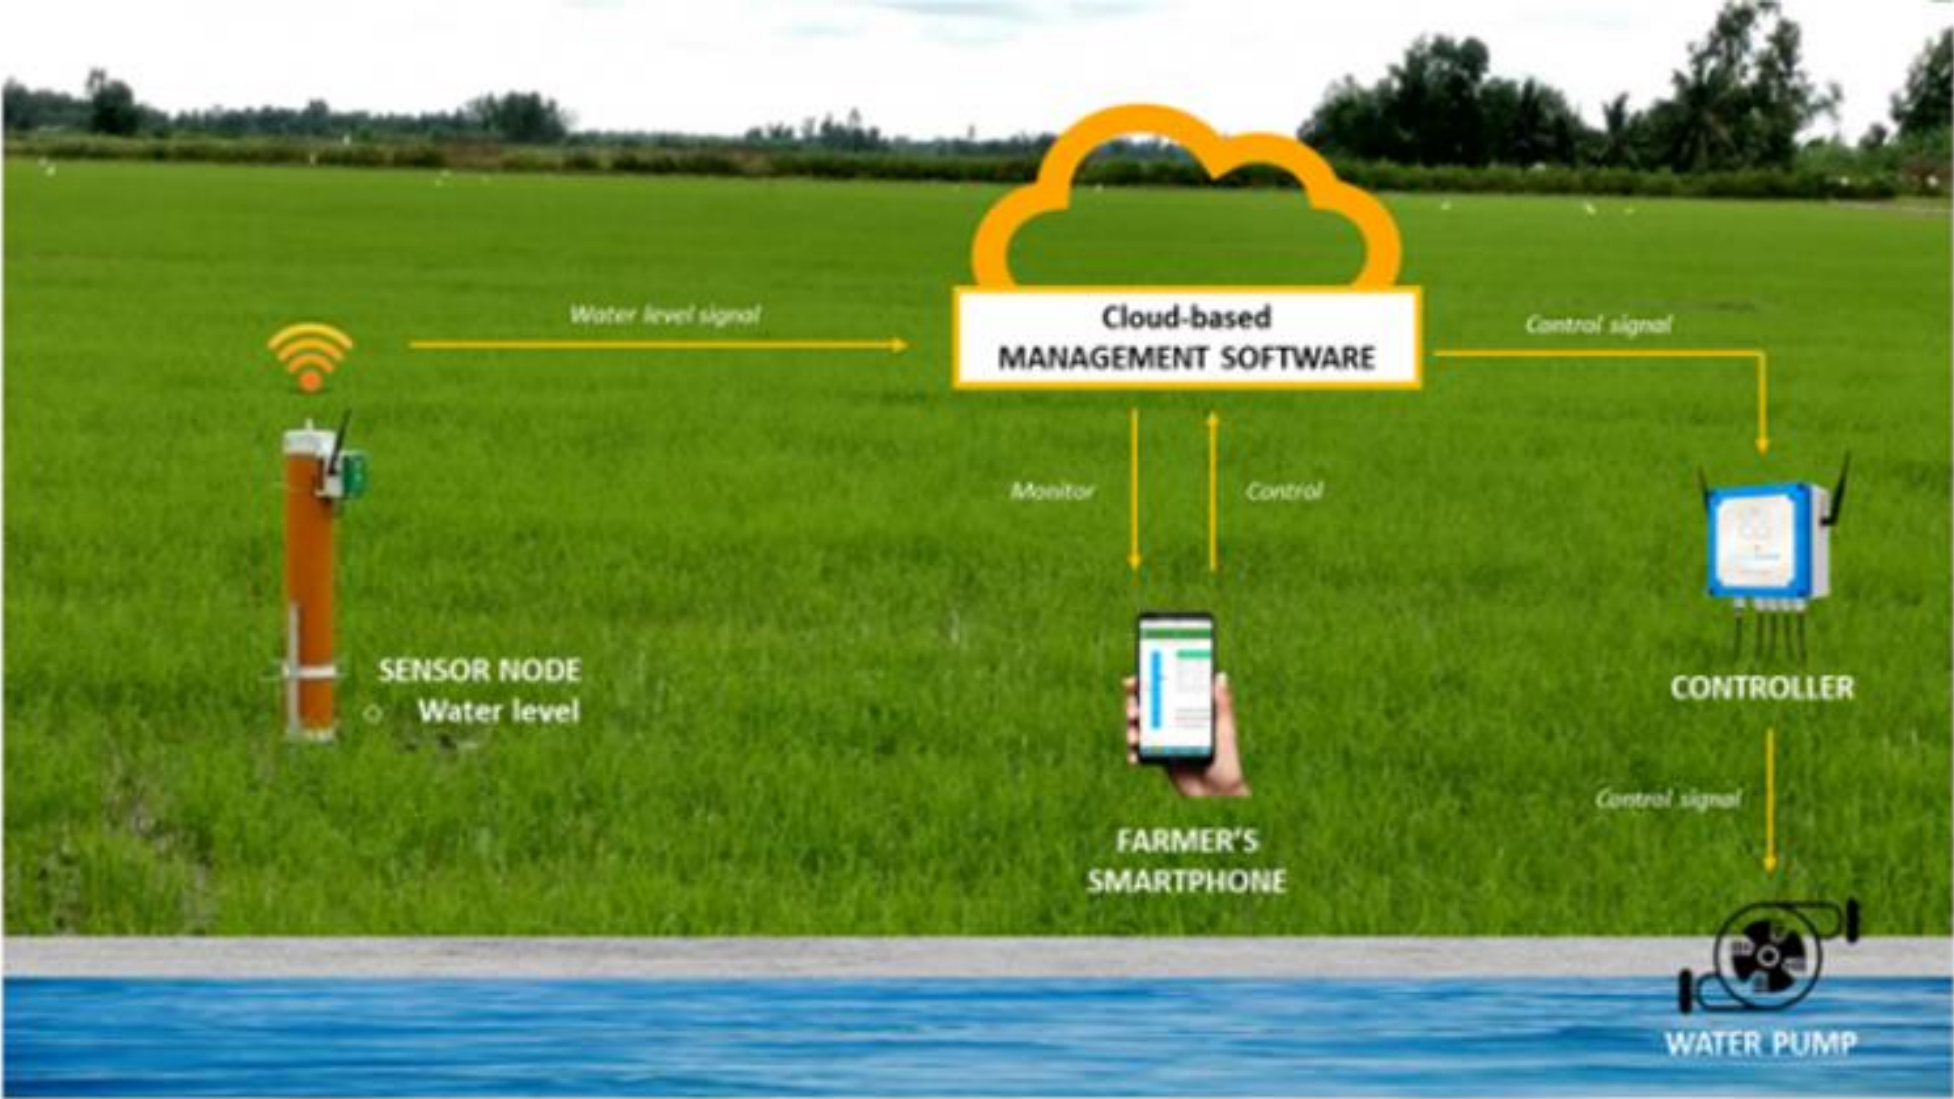 Water level signal
Cloud-based
MANAGEMENT SOFTWARE
Control signal
Monitor
Control
SENSOR NODE
Water level
CONTROLLER
Control signal
FARMER'S
SMARTPHONE
WATER PUMP